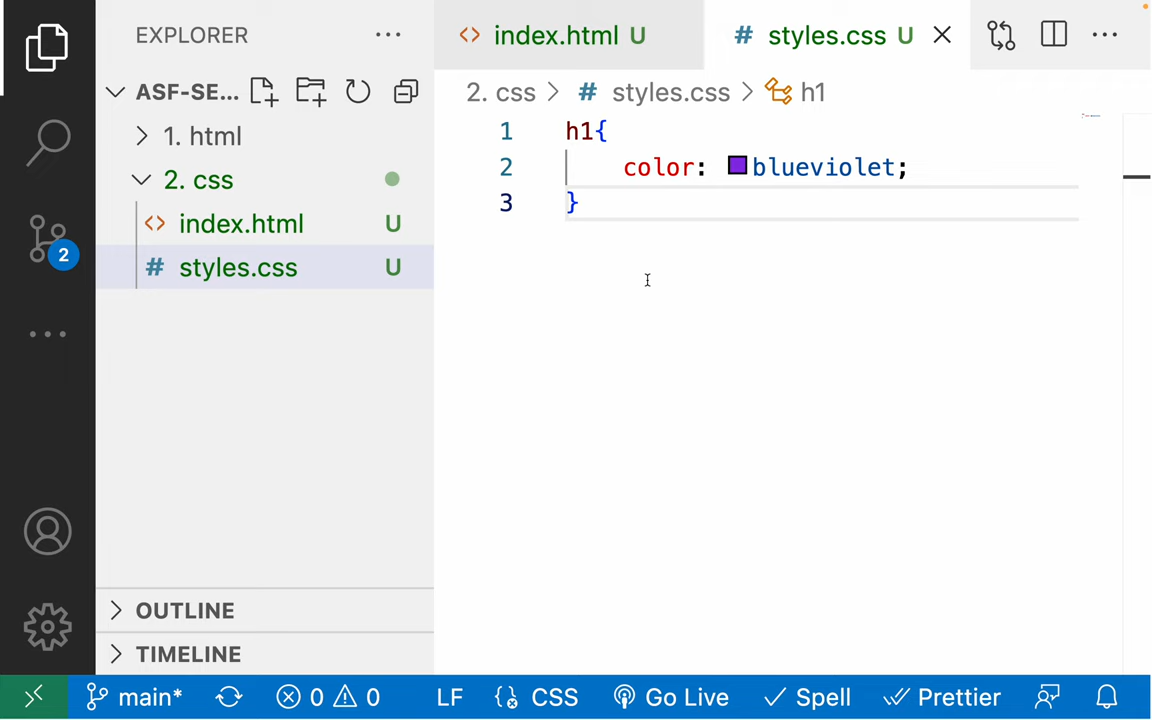 EXPLORER
ASF-SE...
1. html
2. css
index.html U
styles.css U
OUTLINE
TIMELINE
index.html U
# styles.css U
2. css > # styles.css > h1
1 h1{
2 color: blueviolet;
3 }
2
main*
0 0
LF
CSS
Go Live
Spell
Prettier